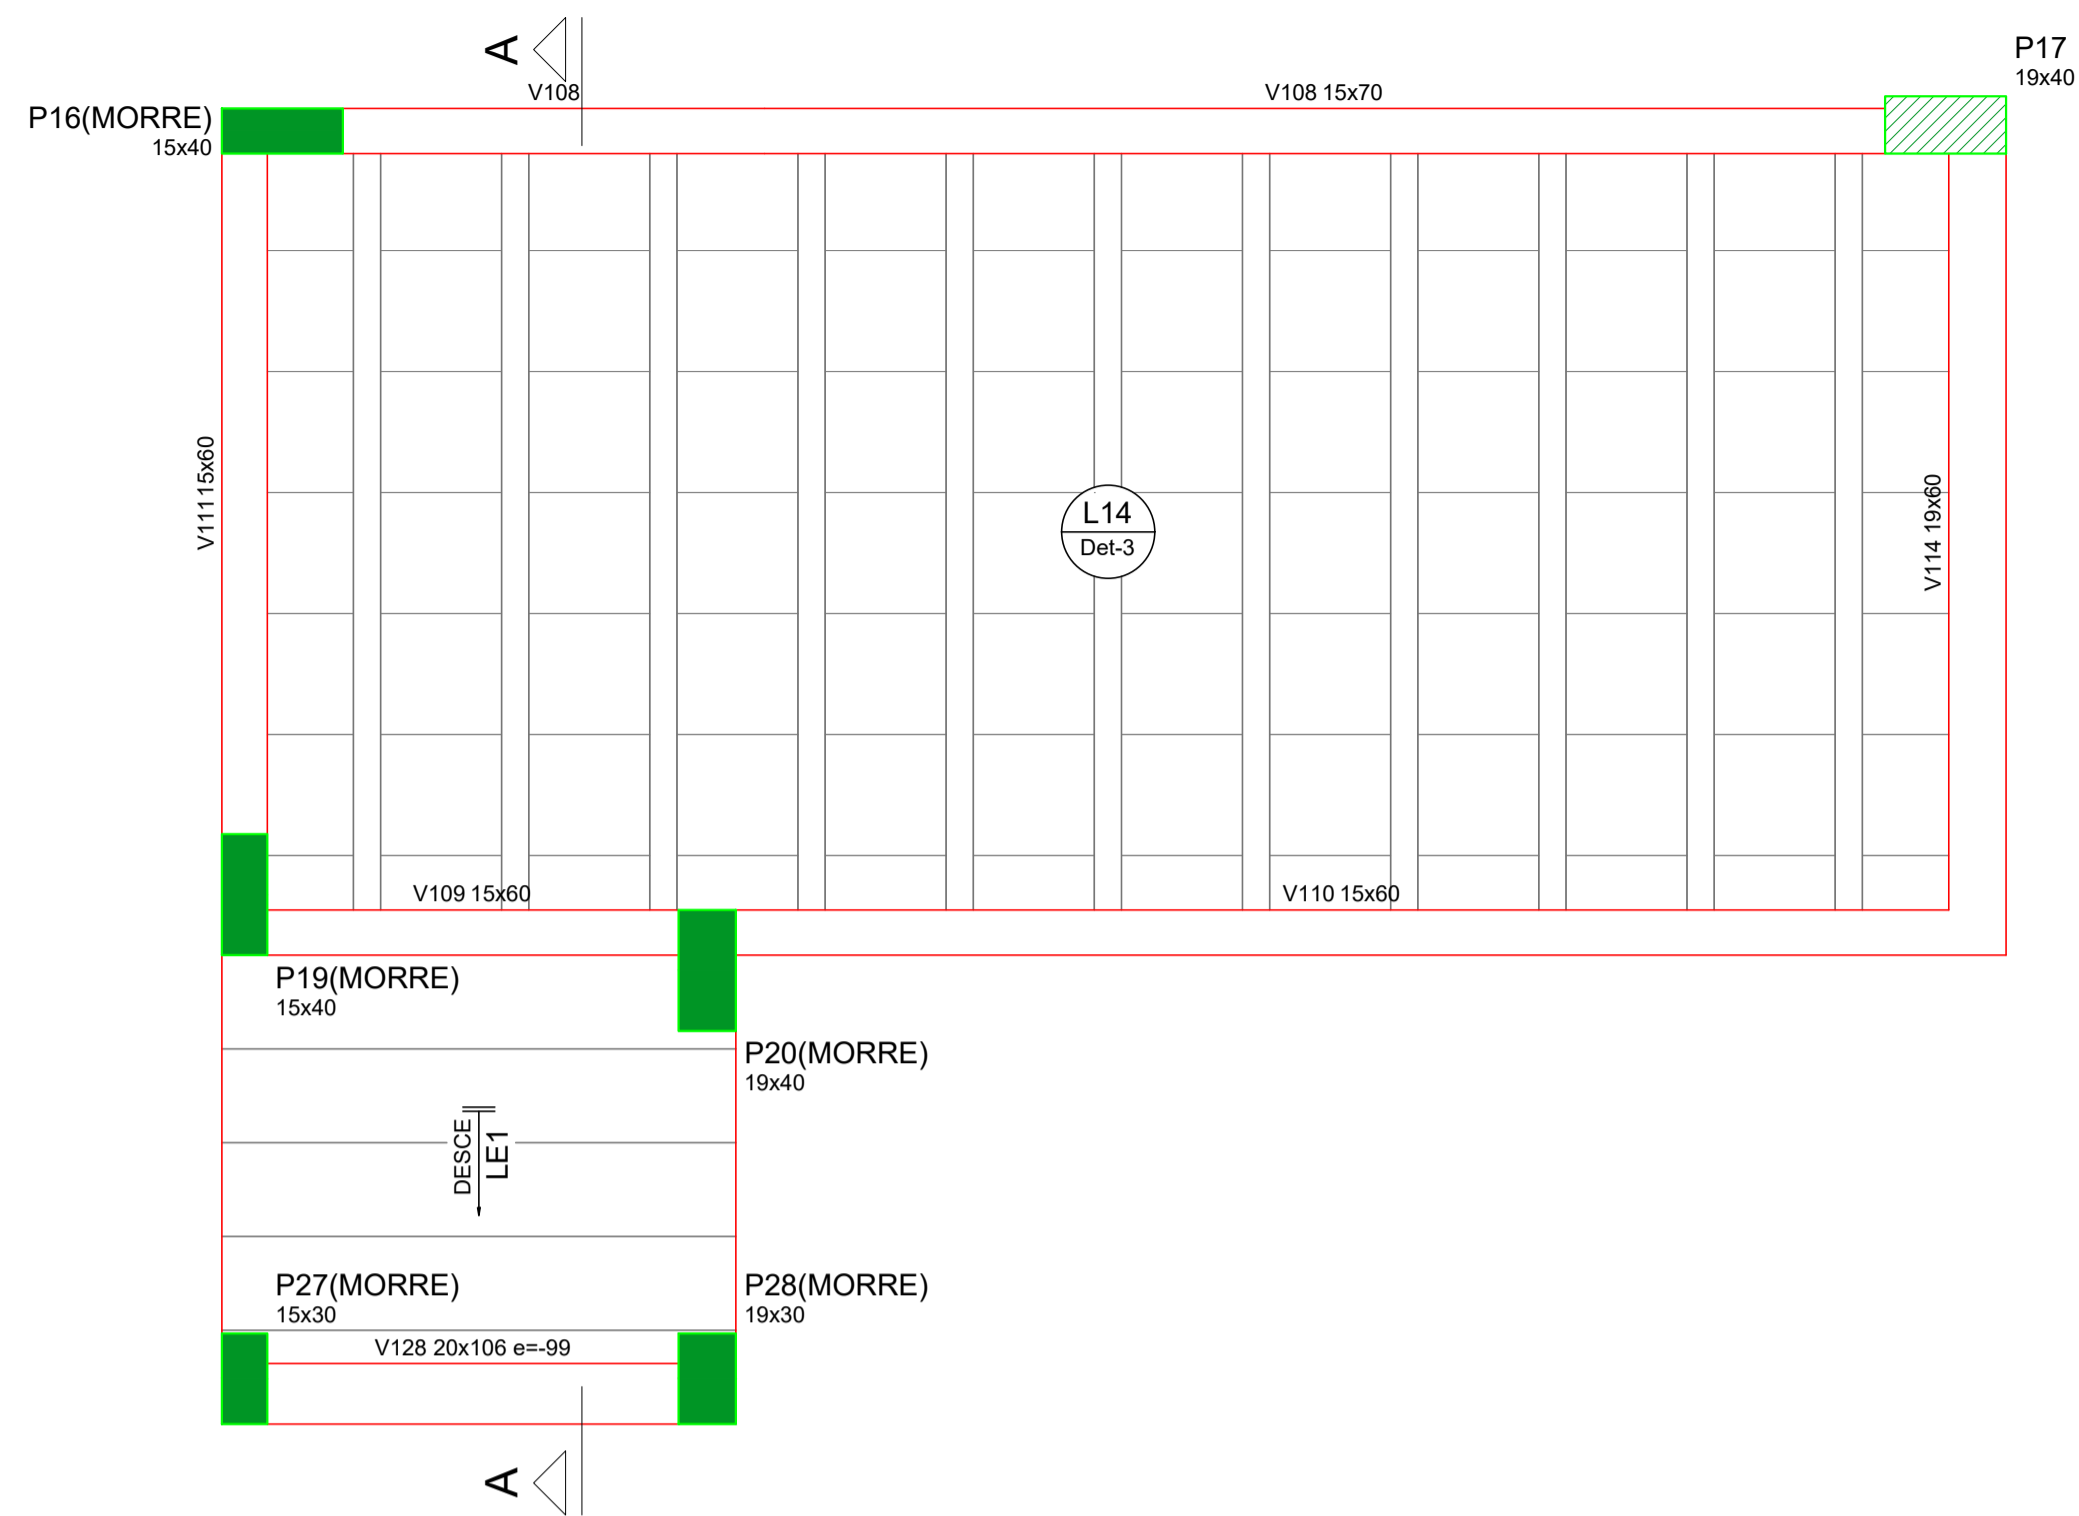 A
P17
19x40
V108
V108 15x70
P16(MORRE)
15x40
V111 15x60
L14
Det-3
V114 19x60
V109 15x60
V110 15x60
P19(MORRE)
15x40
P20(MORRE)
19x40
DESCE
LE1
P27(MORRE)
15x30
P28(MORRE)
19x30
V128 20x106 e=-99
A